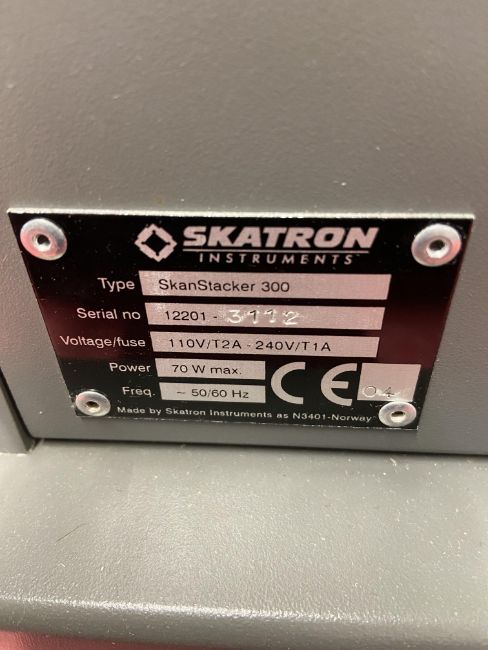 SKATRON
INSTRUMENTS
Type SkanStacker 300
Serial no 12201 - 3112
Voltage/fuse 110V/T2A - 240V/T1A
Power 70 W max.
Freq. ~ 50/60 Hz
CE
Made by Skatron Instruments as N3401-Norway